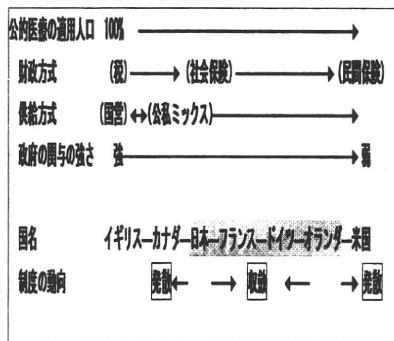 公的医療の適用人口 100% ――――→
財政方式 (税)――→(社会保険)――――→(民間保険)
供給方式 (国営)↔(公私ミックス)――――→
政府の関与の強さ 強――――→弱
国名 イギリス―カナダ―日本―フランス―ドイツ―オランダ―米国
制度の動向 発散← → 収斂 ← → 発散